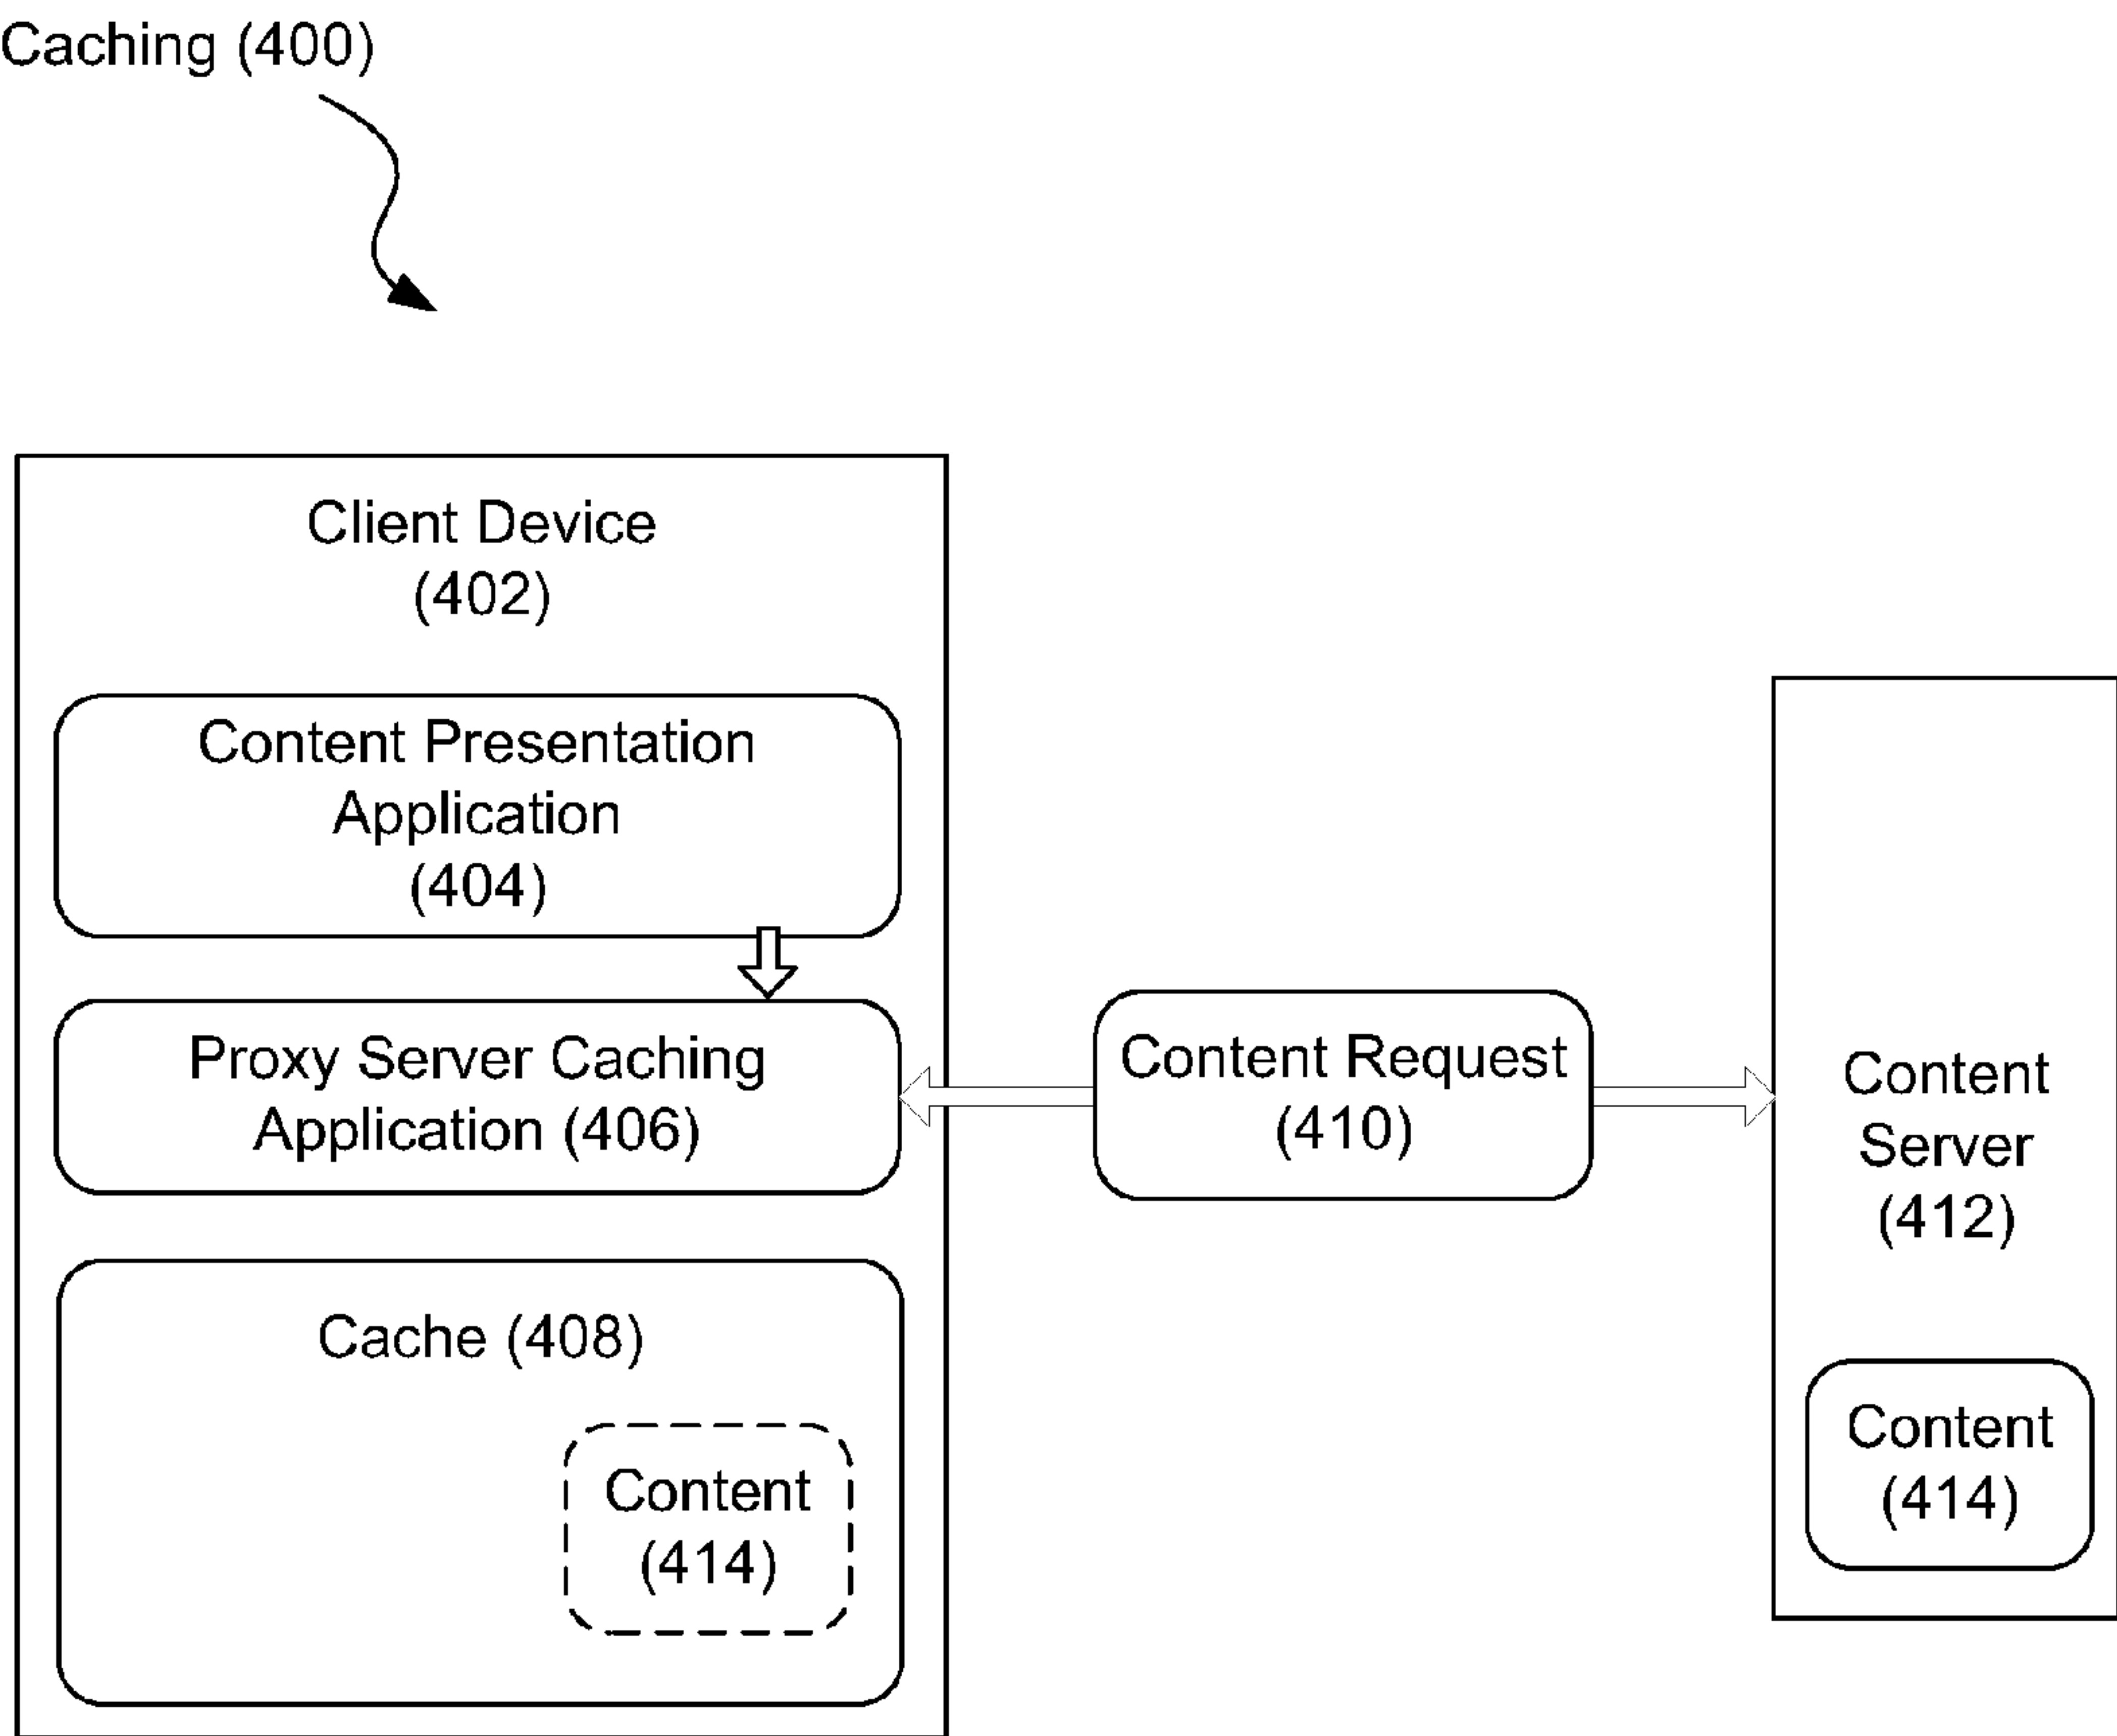 Caching (400)
Client Device
(402)
Content Presentation
Application
(404)
Proxy Server Caching
Application (406)
Cache (408)
Content
(414)
Content Request
(410)
Content
Server
(412)
Content
(414)